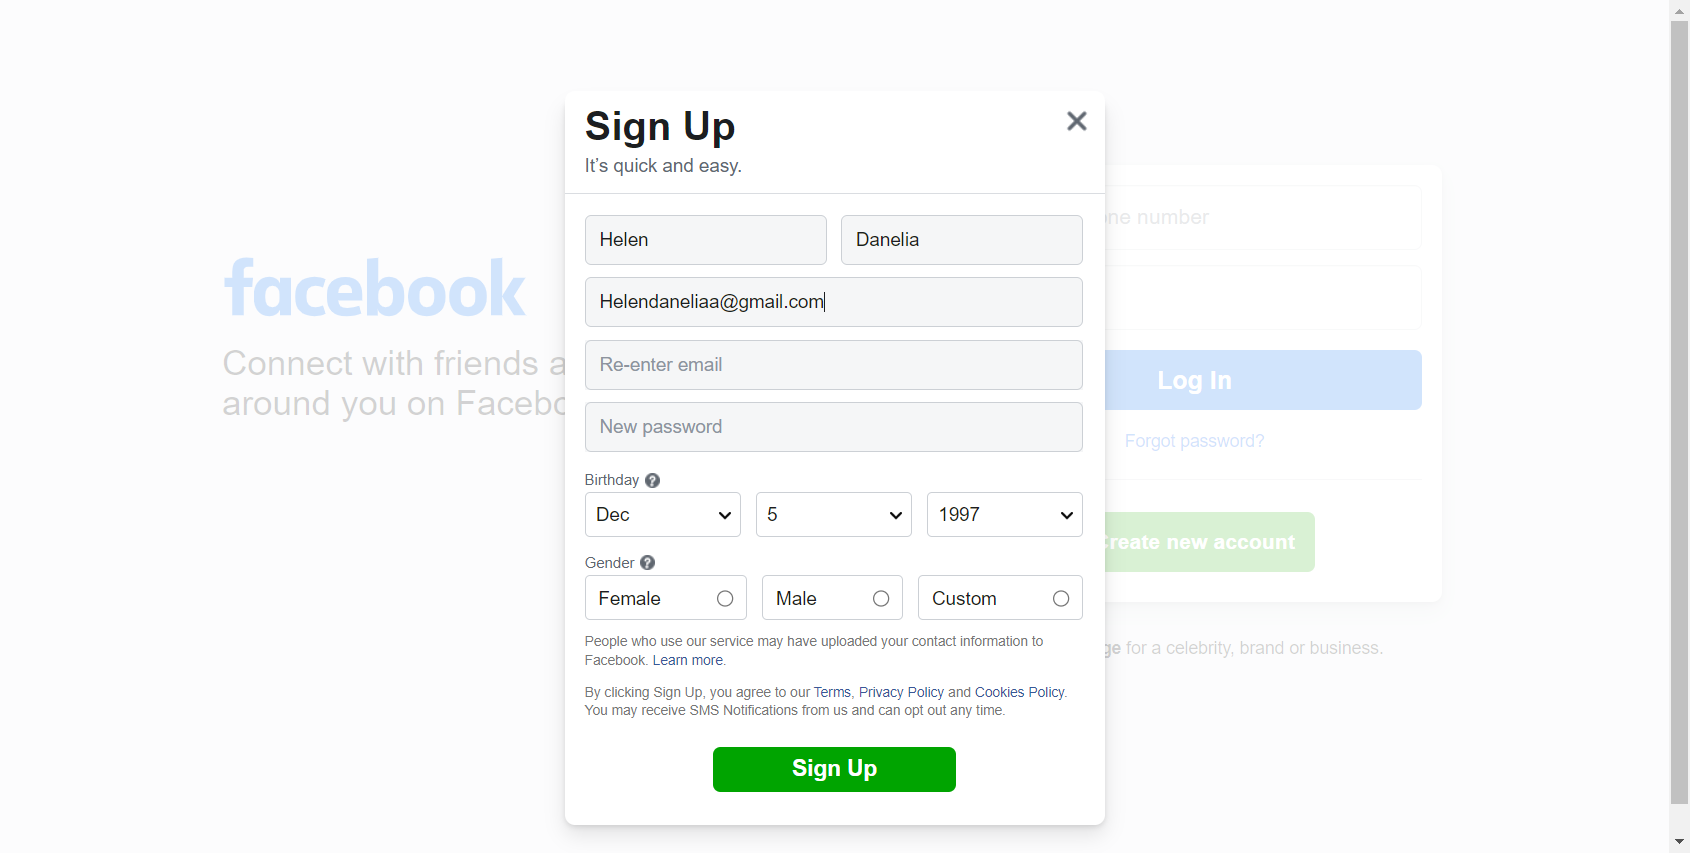 facebook
Connect with friends a
around you on Facebo
Sign Up
It's quick and easy.
Helen
Danelia
Helendaneliaa@gmail.com
Re-enter email
New password
Birthday
Dec
5
1997
Gender
Female
Male
Custom
People who use our service may have uploaded your contact information to
Facebook. Learn more.
By clicking Sign Up, you agree to our Terms, Privacy Policy and Cookies Policy.
You may receive SMS Notifications from us and can opt out any time.
Sign Up
ne number
Log In
Forgot password?
Create new account
ge for a celebrity, brand or business.